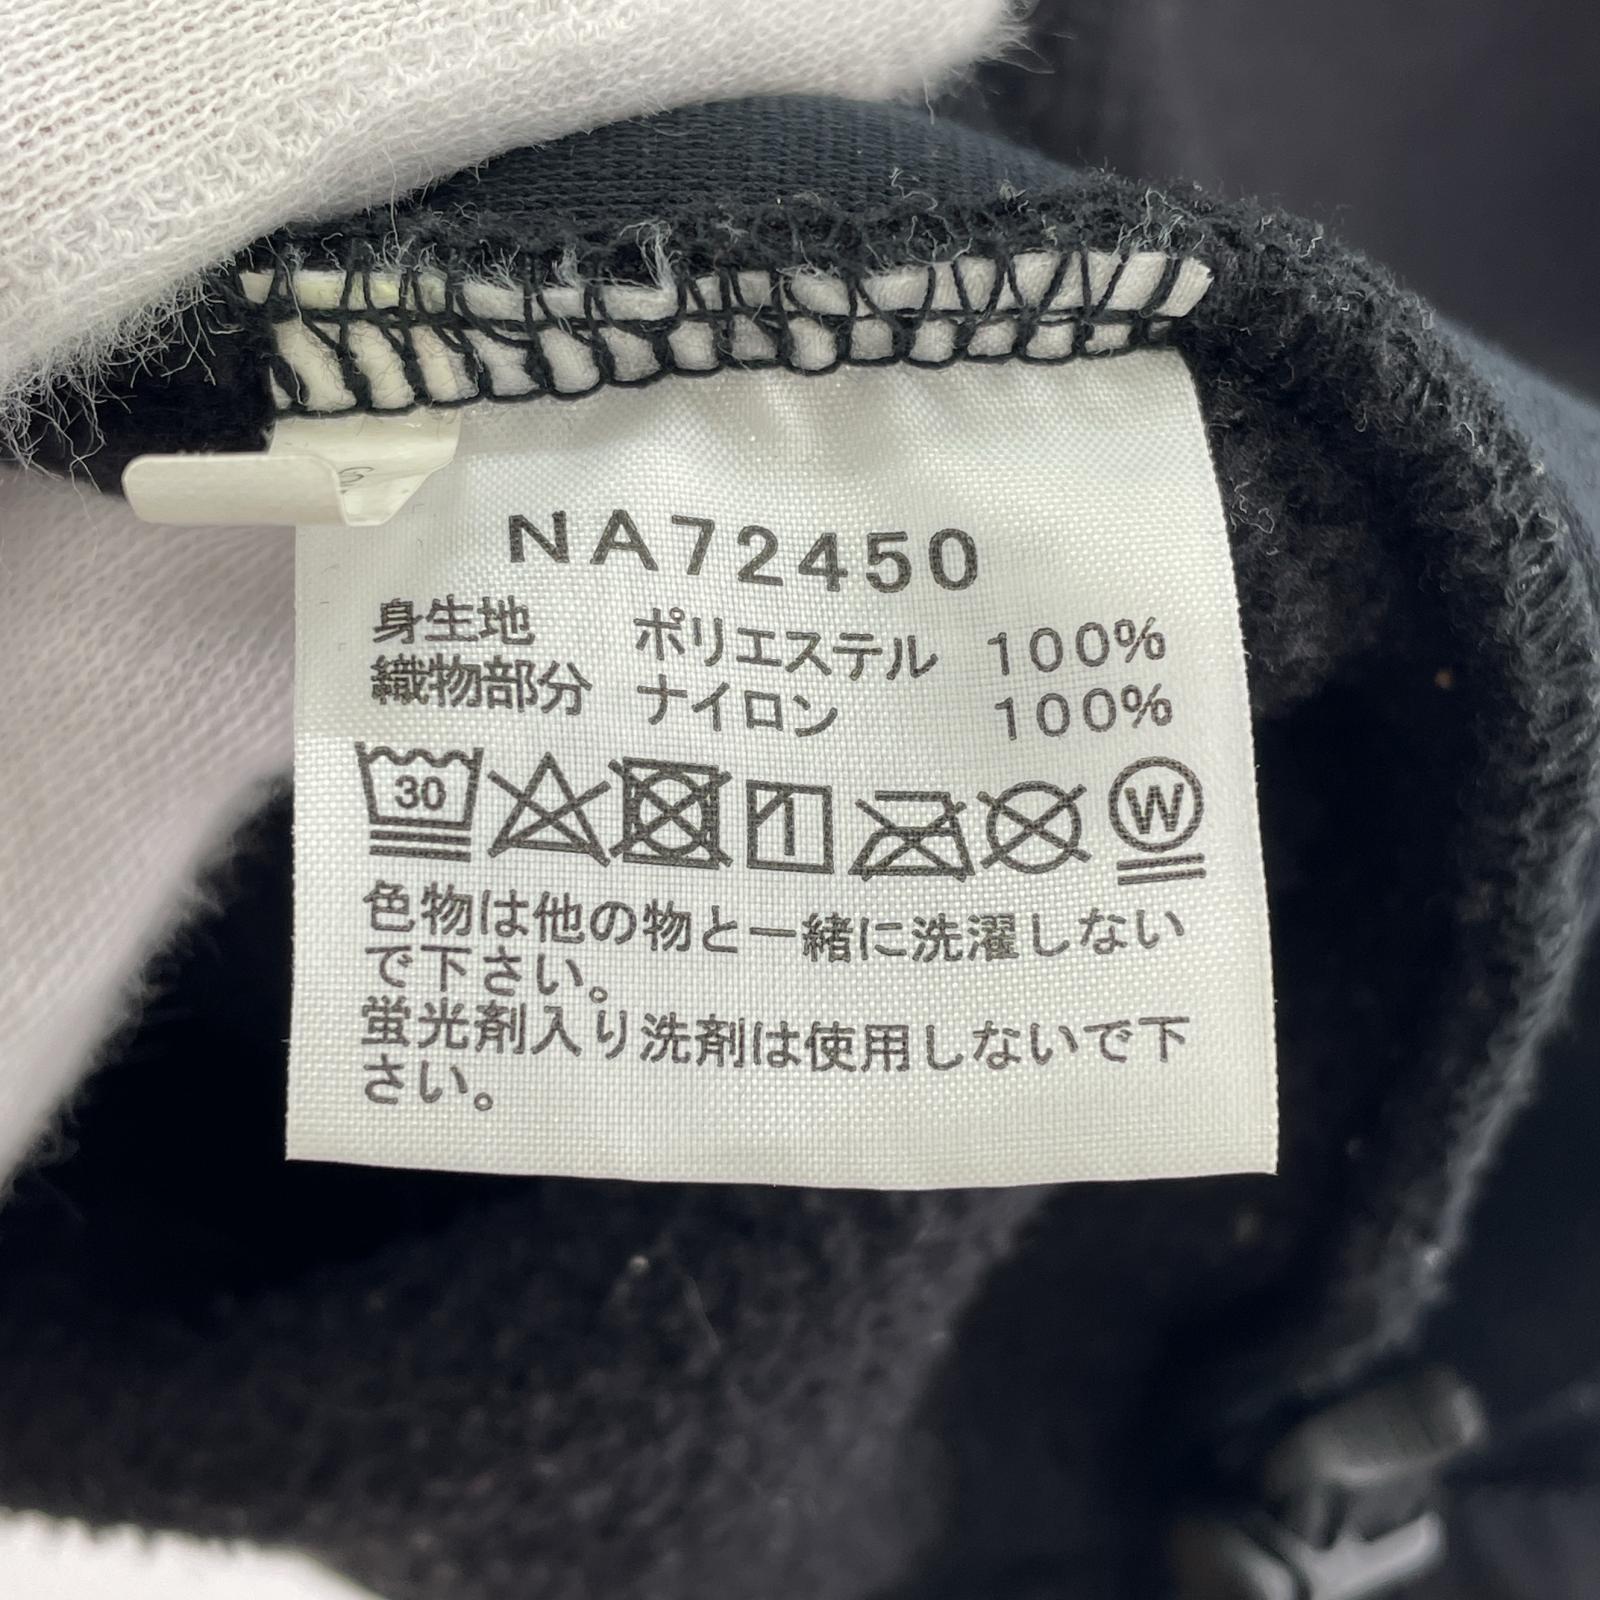 NA72450
身生地 ポリエステル 100%
織物部分 ナイロン 100%
30
W
色物は他の物と一緒に洗濯しない
で下さい。
蛍光剤入り洗剤は使用しないで下
さい。